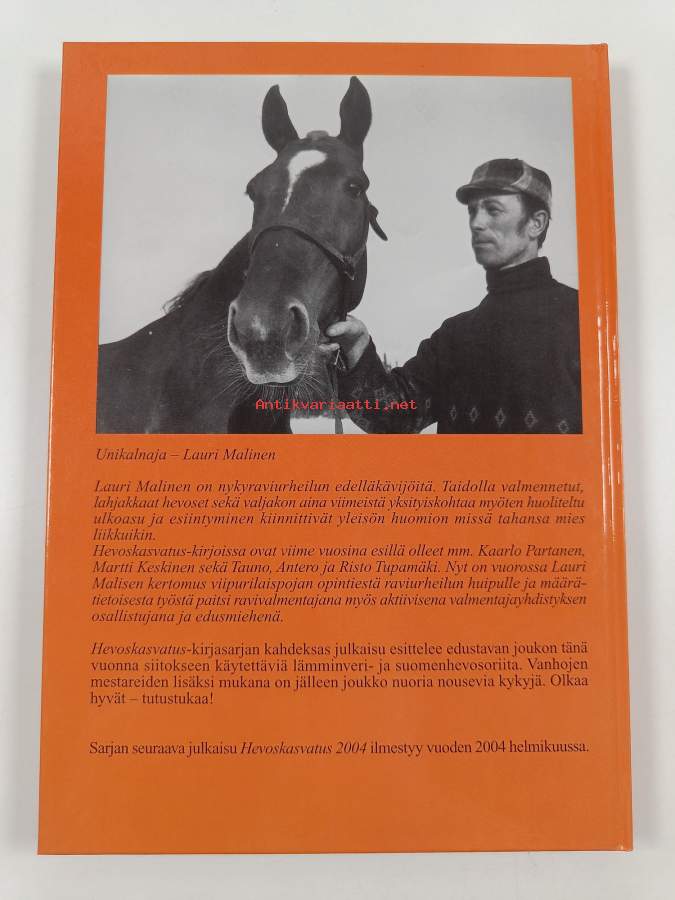 Antikvariaatti.net
Unikalnaja – Lauri Malinen
Lauri Malinen on nykyraviurheilun edelläkävijöitä. Taidolla valmennetut,
lahjakkaat hevoset sekä valjakon aina viimeistä yksityiskohtaa myöten huoliteltu
ulkoasu ja esiintyminen kiinnittivät yleisön huomion missä tahansa mies
liikkuikin.
Hevoskasvatus-kirjoissa ovat viime vuosina esillä olleet mm. Kaarlo Partanen,
Martti Keskinen sekä Tauno, Antero ja Risto Tupamäki. Nyt on vuorossa Lauri
Malisen kertomus viipurilaispojan opintiestä raviurheilun huipulle ja määrä-
tietoisesta työstä paitsi ravivalmentajana myös aktiivisena valmentajayhdistyksen
osallistujana ja edusmiehenä.
Hevoskasvatus-kirjasarjan kahdeksas julkaisu esittelee edustavan joukon tänä
vuonna siitokseen käytettäviä lämminveri- ja suomenhevosoriita. Vanhojen
mestareiden lisäksi mukana on jälleen joukko nuoria nousevia kykyjä. Olkaa
hyvät – tutustukaa!
Sarjan seuraava julkaisu Hevoskasvatus 2004 ilmestyy vuoden 2004 helmikuussa.